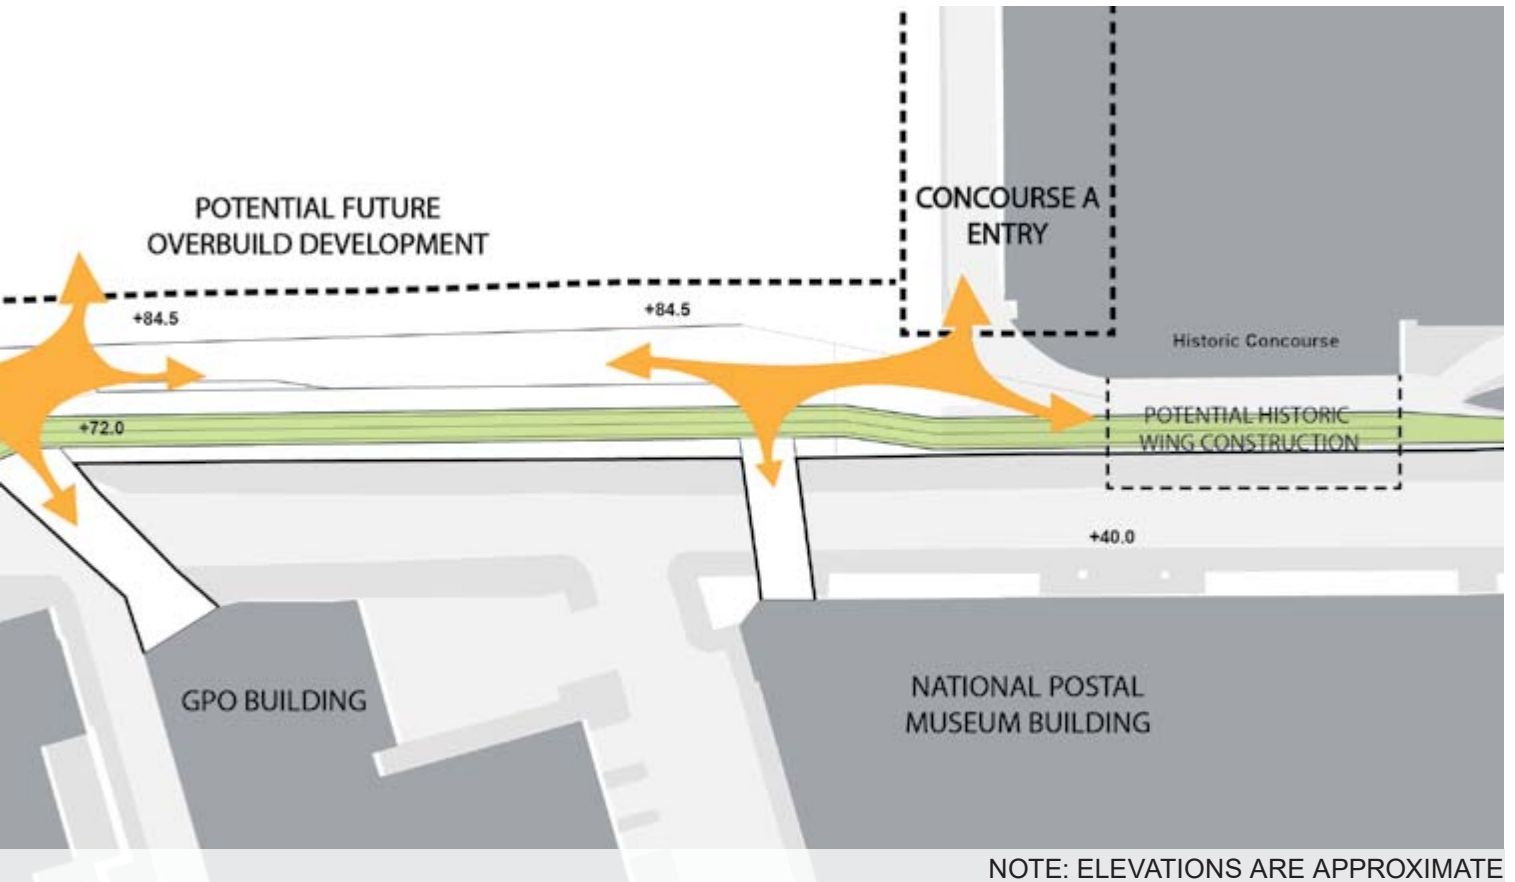 POTENTIAL FUTURE
OVERBUILD DEVELOPMENT
CONCOURSE A
ENTRY
+84.5
+84.5
Historic Concourse
+72.0
POTENTIAL HISTORIC
WING CONSTRUCTION
+40.0
GPO BUILDING
NATIONAL POSTAL
MUSEUM BUILDING
NOTE: ELEVATIONS ARE APPROXIMATE